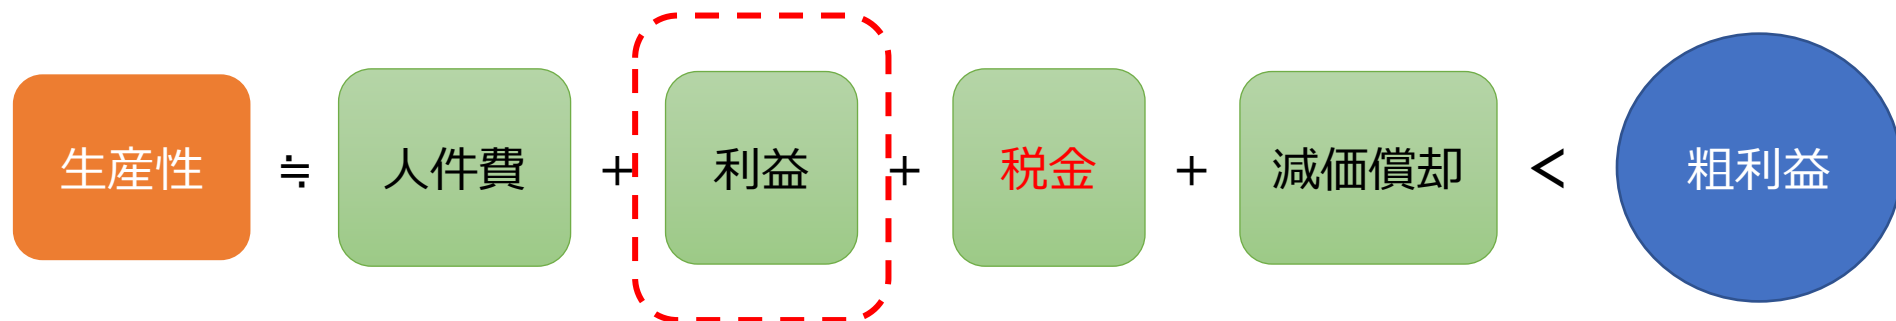 生産性 ≒ 人件費 + 利益 + 税金 + 減価償却 < 粗利益